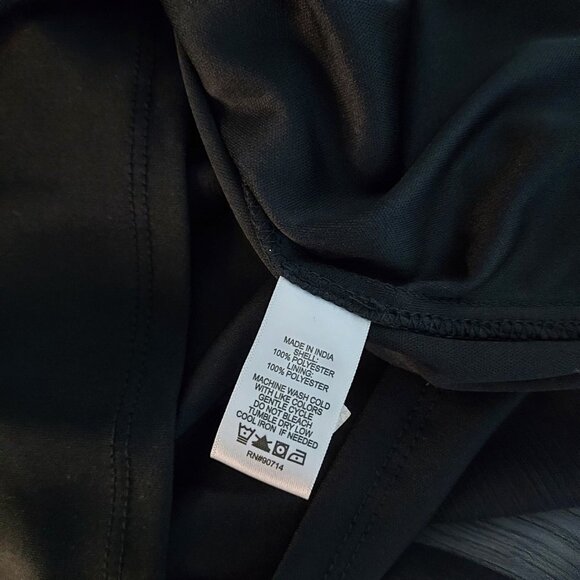 MADE IN INDIA
SHELL:
100% POLYESTER
LINING:
100% POLYESTER
MACHINE WASH COLD
WITH LIKE COLORS
GENTLE CYCLE
DO NOT BLEACH
TUMBLE DRY LOW
COOL IRON IF NEEDED
RN#90714